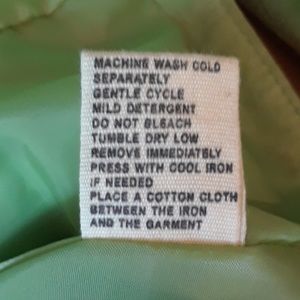 MACHINE WASH COLD
SEPARATELY
GENTLE CYCLE
MILD DETERGENT
DO NOT BLEACH
TUMBLE DRY LOW
REMOVE IMMEDIATELY
PRESS WITH COOL IRON
IF NEEDED
PLACE A COTTON CLOTH
BETWEEN THE IRON
AND THE GARMENT